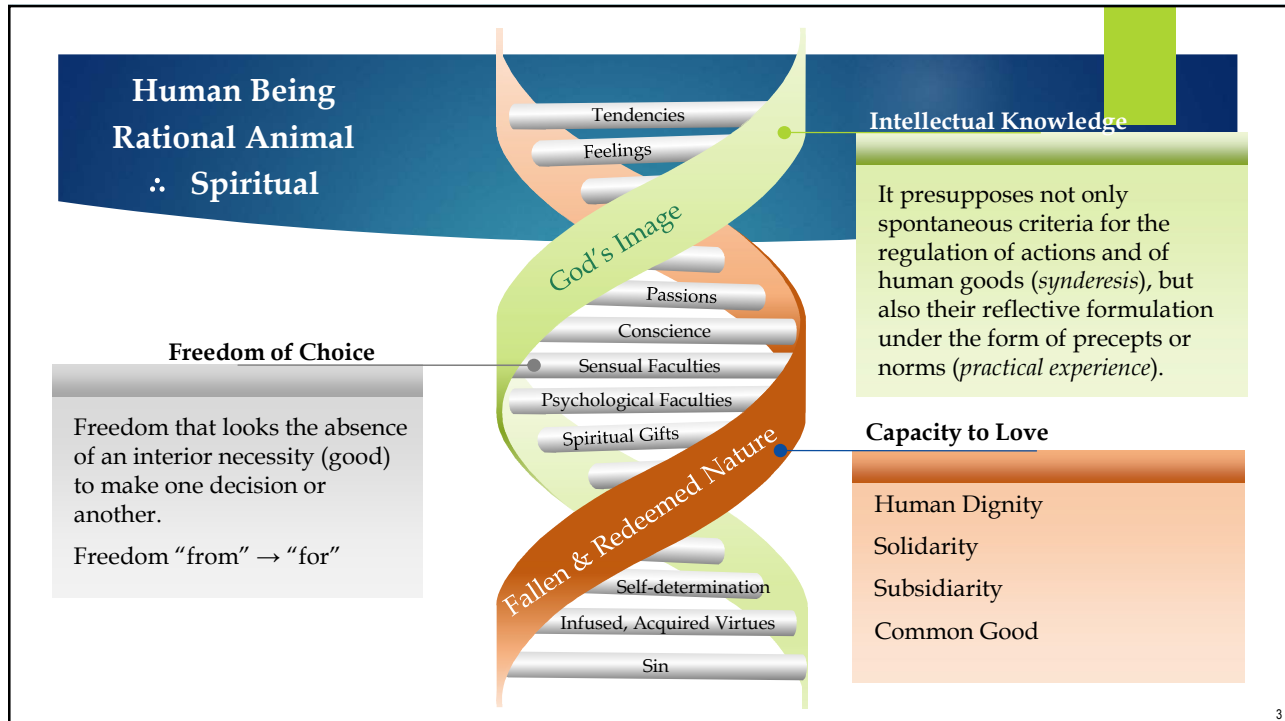 Human Being
Rational Animal
∴ Spiritual
Tendencies
Feelings
God's Image
Passions
Conscience
Sensual Faculties
Psychological Faculties
Spiritual Gifts
Fallen & Redeemed Nature
Self-determination
Infused, Acquired Virtues
Sin
Intellectual Knowledge
It presupposes not only
spontaneous criteria for the
regulation of actions and of
human goods (synderesis), but
also their reflective formulation
under the form of precepts or
norms (practical experience).
Freedom of Choice
Freedom that looks the absence
of an interior necessity (good)
to make one decision or
another.
Freedom “from” → “for”
Capacity to Love
Human Dignity
Solidarity
Subsidiarity
Common Good
3